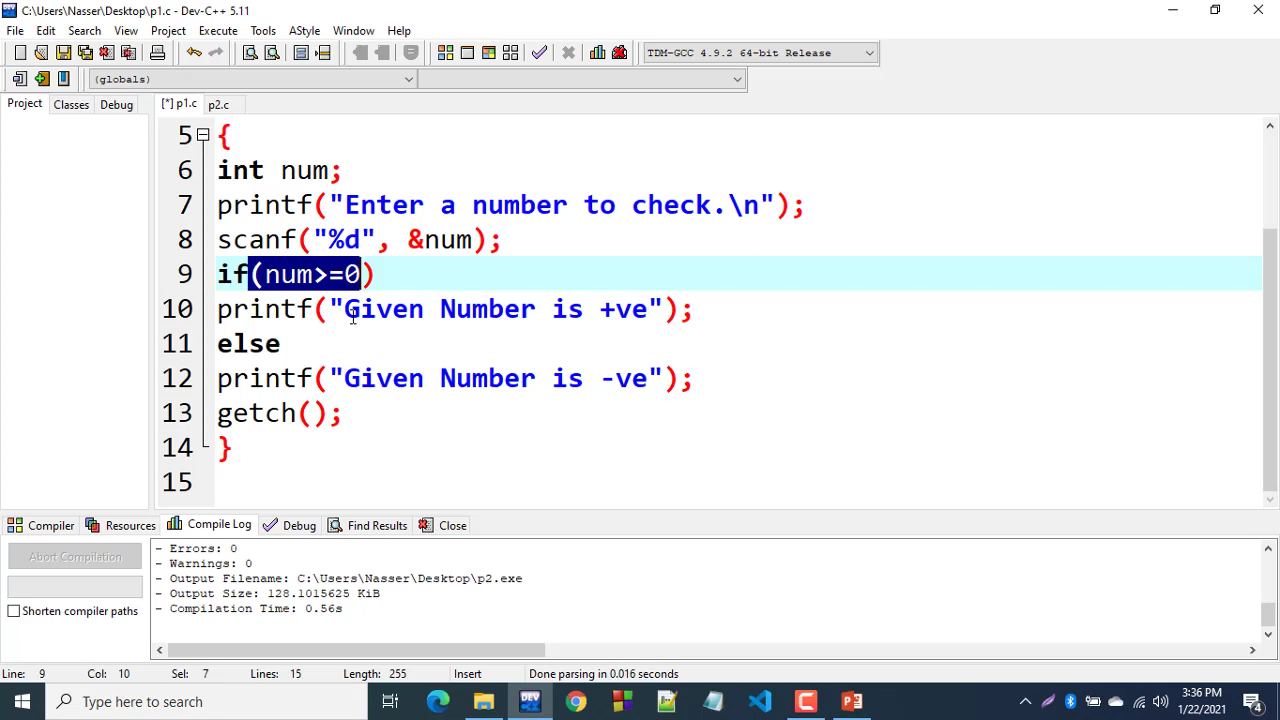 C:\Users\Nasser\Desktop\p1.c - Dev-C++ 5.11
File Edit Search View Project Execute Tools AStyle Window Help
TDM-GCC 4.9.2 64-bit Release
(globals)
Project Classes Debug [*] p1.c p2.c
5 {
6 int num;
7 printf("Enter a number to check.\n");
8 scanf("%d", &num);
9 if(num>=0)
10 printf("Given Number is +ve");
11 else
12 printf("Given Number is -ve");
13 getch();
14 }
15
Compiler Resources Compile Log Debug Find Results Close
Abort Compilation
Shorten compiler paths
- Errors: 0
- Warnings: 0
- Output Filename: C:\Users\Nasser\Desktop\p2.exe
- Output Size: 128.1015625 KiB
- Compilation Time: 0.56s
Line: 9 Col: 10 Sel: 7 Lines: 15 Length: 255 Insert Done parsing in 0.016 seconds
Type here to search
3:36 PM
1/22/2021
4